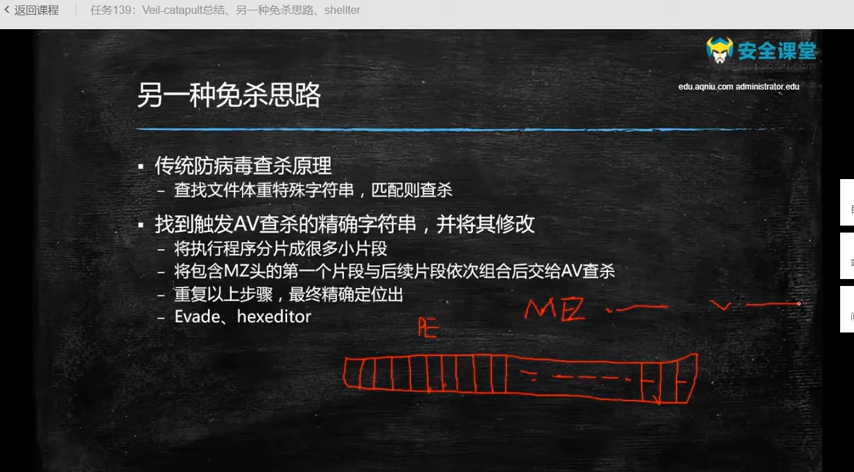 返回课程
任务139：Veil-catapult总结、另一种免杀思路、shellter
安全课堂
edu.aqniu.com administrator.edu
另一种免杀思路
传统防病毒查杀原理
– 查找文件体重特殊字符串，匹配则查杀
找到触发AV查杀的精确字符串，并将其修改
– 将执行程序分片成很多小片段
– 将包含MZ头的第一个片段与后续片段依次组合后交给AV查杀
– 重复以上步骤，最终精确定位出
– Evade、hexeditor
MZ
PE